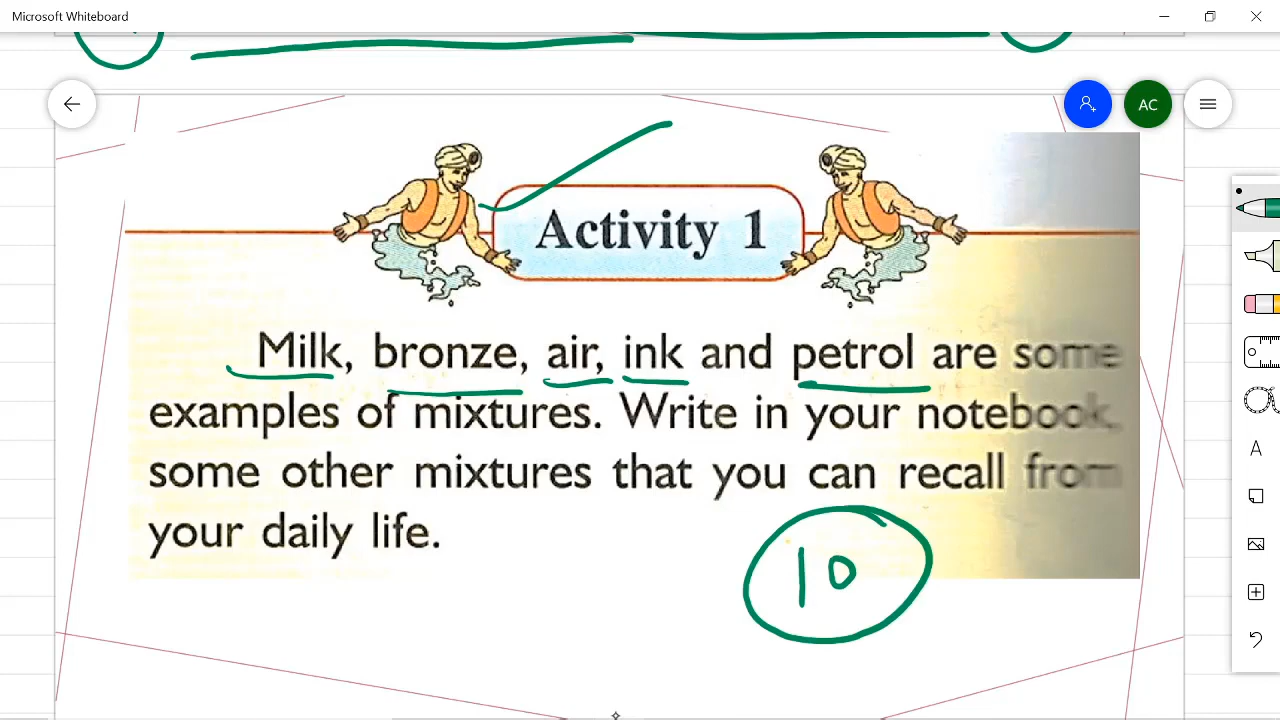 Microsoft Whiteboard
AC
Activity 1
Milk, bronze, air, ink and petrol are some
examples of mixtures. Write in your notebook,
some other mixtures that you can recall from
your daily life.
10
A